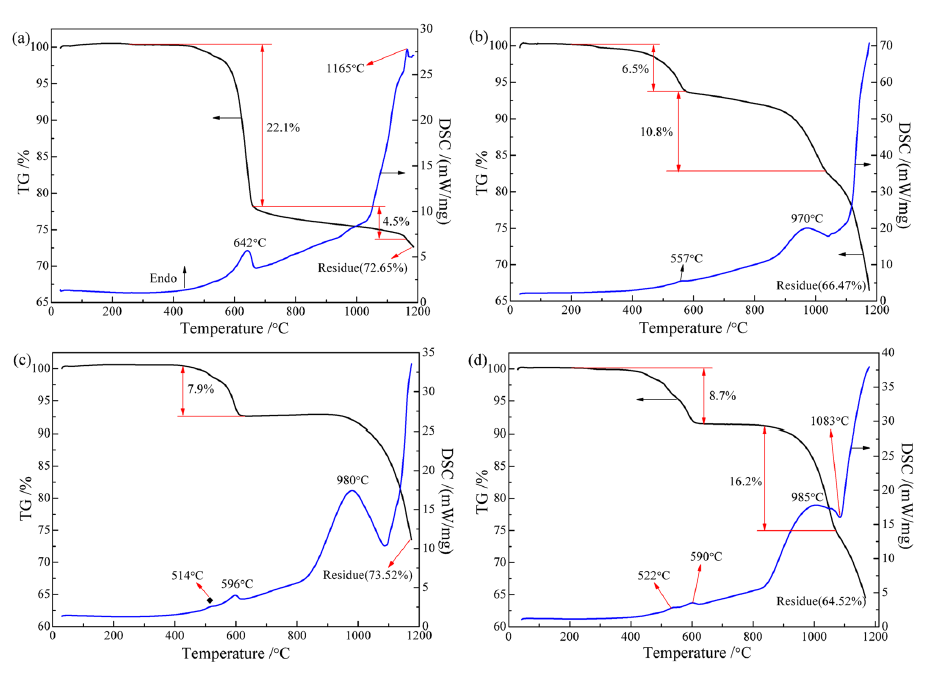 (a)
TG /%
100
95
90
85
80
75
70
65
0 200 400 600 800 1000 1200
Temperature /°C
30
25
20
15
10
5
0
DSC /(mW/mg)
1165°C
22.1%
4.5%
642°C
Endo
Residue(72.65%)
(b)
TG /%
100
95
90
85
80
75
70
65
0 200 400 600 800 1000 1200
Temperature /°C
70
60
50
40
30
20
10
0
DSC /(mW/mg)
6.5%
10.8%
970°C
557°C
Residue(66.47%)
(c)
TG /%
100
95
90
85
80
75
70
65
60
0 200 400 600 800 1000 1200
Temperature /°C
35
30
25
20
15
10
5
0
DSC /(mW/mg)
7.9%
980°C
514°C
596°C
Residue(73.52%)
(d)
TG /%
100
95
90
85
80
75
70
65
60
0 200 400 600 800 1000 1200
Temperature /°C
40
30
20
10
5
0
DSC /(mW/mg)
8.7%
1083°C
16.2%
985°C
590°C
522°C
Residue(64.52%)